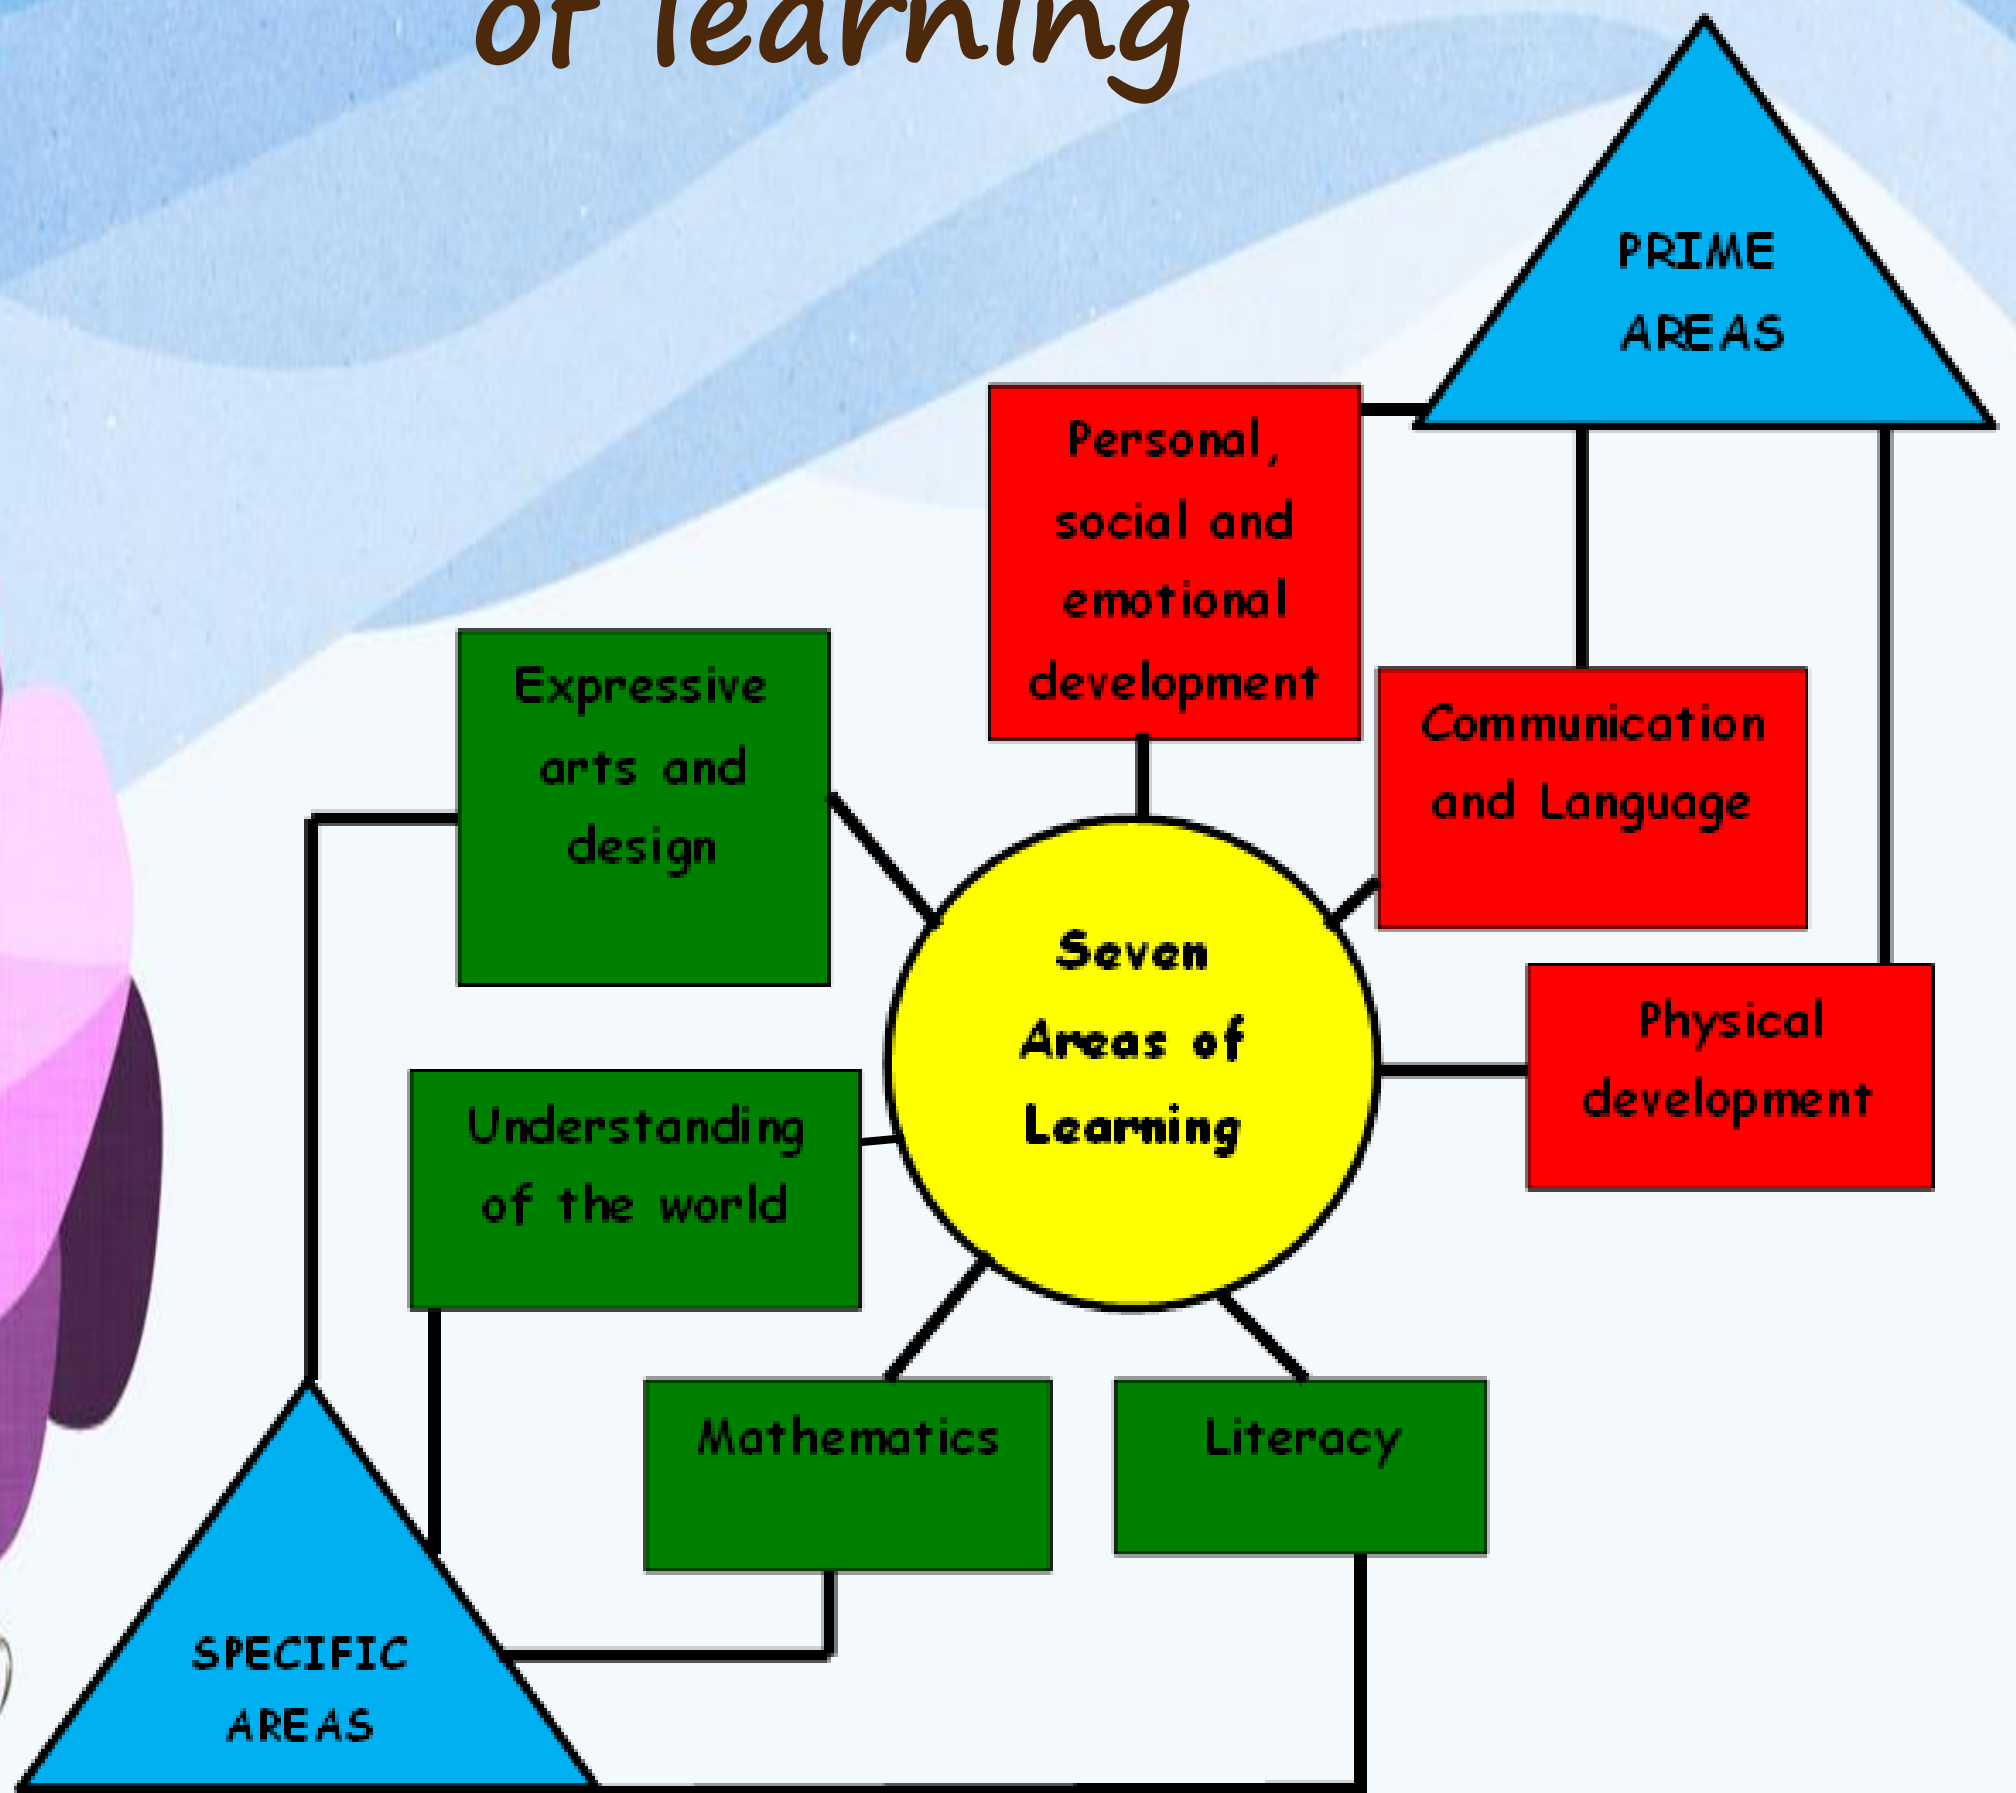 of learning
PRIME
AREAS
Personal,
social and
emotional
development
Expressive
arts and
design
Communication
and Language
Seven
Areas of
Learning
Physical
development
Understanding
of the world
Mathematics
Literacy
SPECIFIC
AREAS